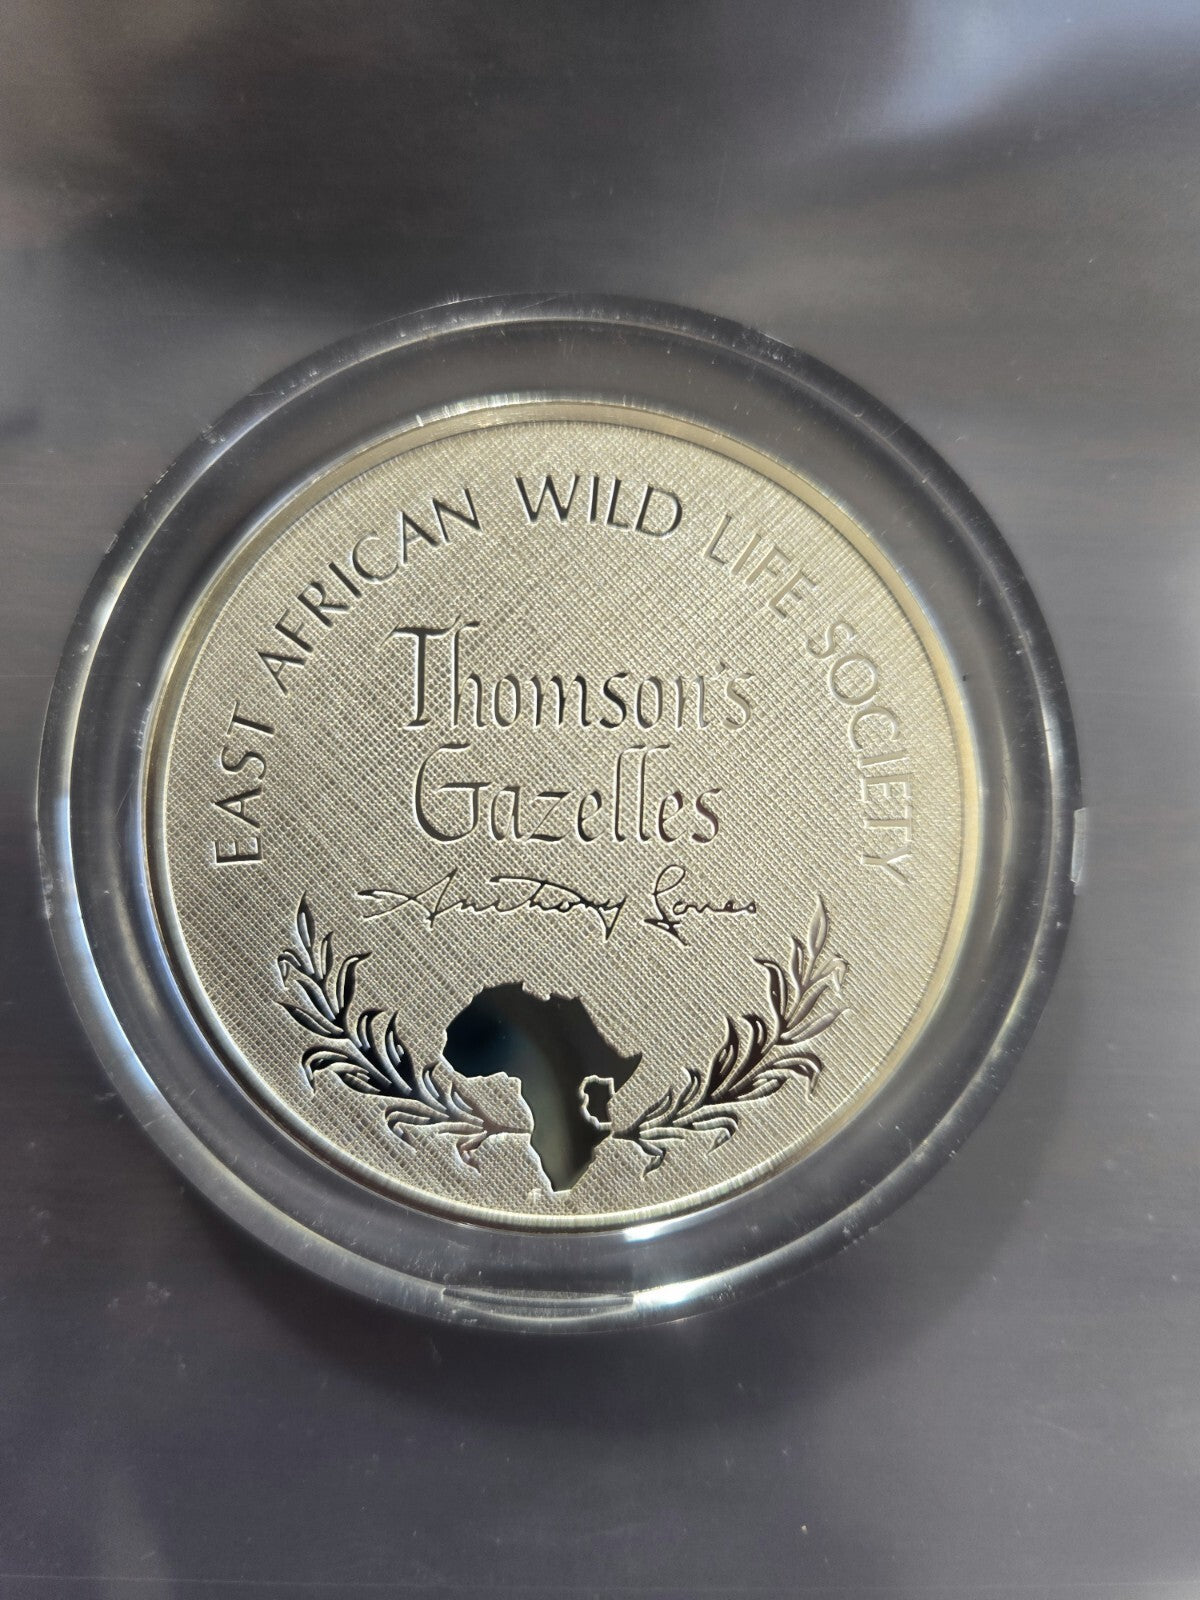 EAST AFRICAN WILD LIFE SOCIETY
Thomson's
Gazelles
Anthony Jones